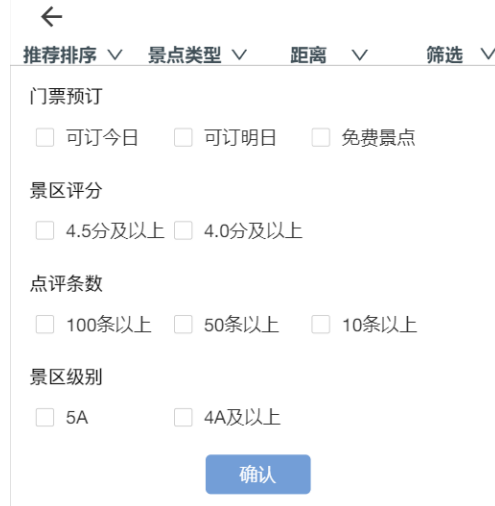 推荐排序 景点类型 距离 筛选
门票预订
可订今日 可订明日 免费景点
景区评分
4.5分及以上 4.0分及以上
点评条数
100条以上 50条以上 10条以上
景区级别
5A 4A及以上
确认